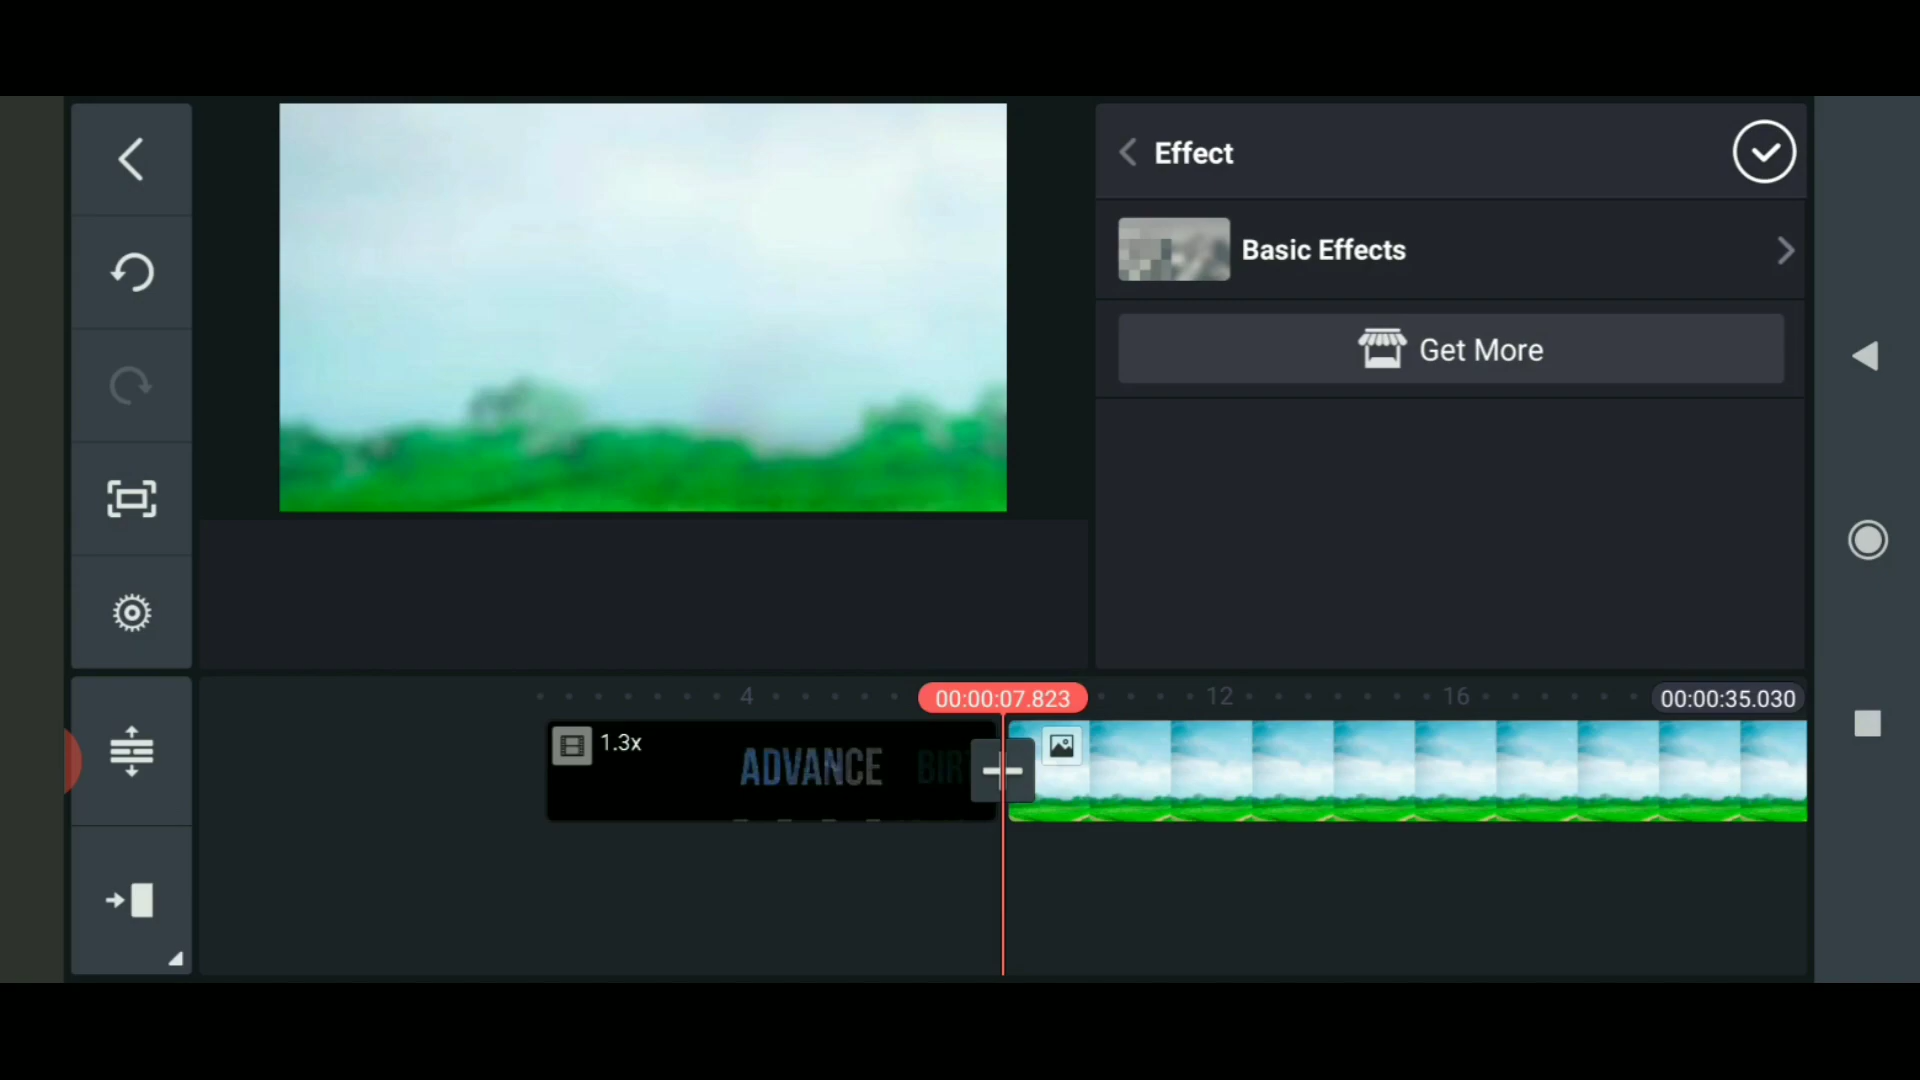 Effect
Basic Effects
Get More
4
00:00:07.823
12
16
00:00:35.030
1.3x
ADVANCE